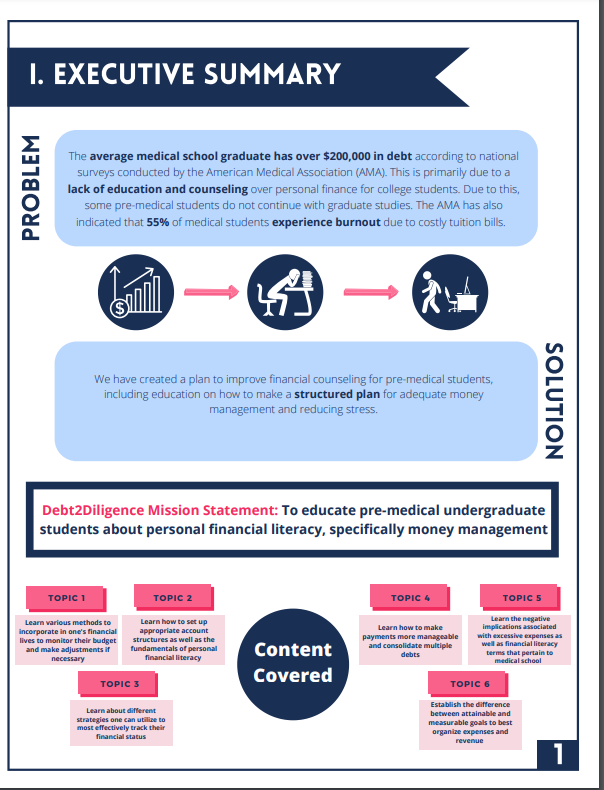 I. EXECUTIVE SUMMARY
PROBLEM
The average medical school graduate has over $200,000 in debt according to national
surveys conducted by the American Medical Association (AMA). This is primarily due to a
lack of education and counseling over personal finance for college students. Due to this,
some pre-medical students do not continue with graduate studies. The AMA has also
indicated that 55% of medical students experience burnout due to costly tuition bills.
$
SOLUTION
We have created a plan to improve financial counseling for pre-medical students,
including education on how to make a structured plan for adequate money
management and reducing stress.
Debt2Diligence Mission Statement: To educate pre-medical undergraduate
students about personal financial literacy, specifically money management
TOPIC 1
Learn various methods to
incorporate in one's financial
lives to monitor their budget
and make adjustments if
necessary
TOPIC 2
Learn how to set up
appropriate account
structures as well as the
fundamentals of personal
financial literacy
TOPIC 3
Learn about different
strategies one can utilize to
most effectively track their
financial status
Content
Covered
TOPIC 4
Learn how to make
payments more manageable
and consolidate multiple
debts
TOPIC 5
Learn the negative
implications associated
with excessive expenses as
well as financial literacy
terms that pertain to
medical school
TOPIC 6
Establish the difference
between attainable and
measurable goals to best
organize expenses and
revenue
1